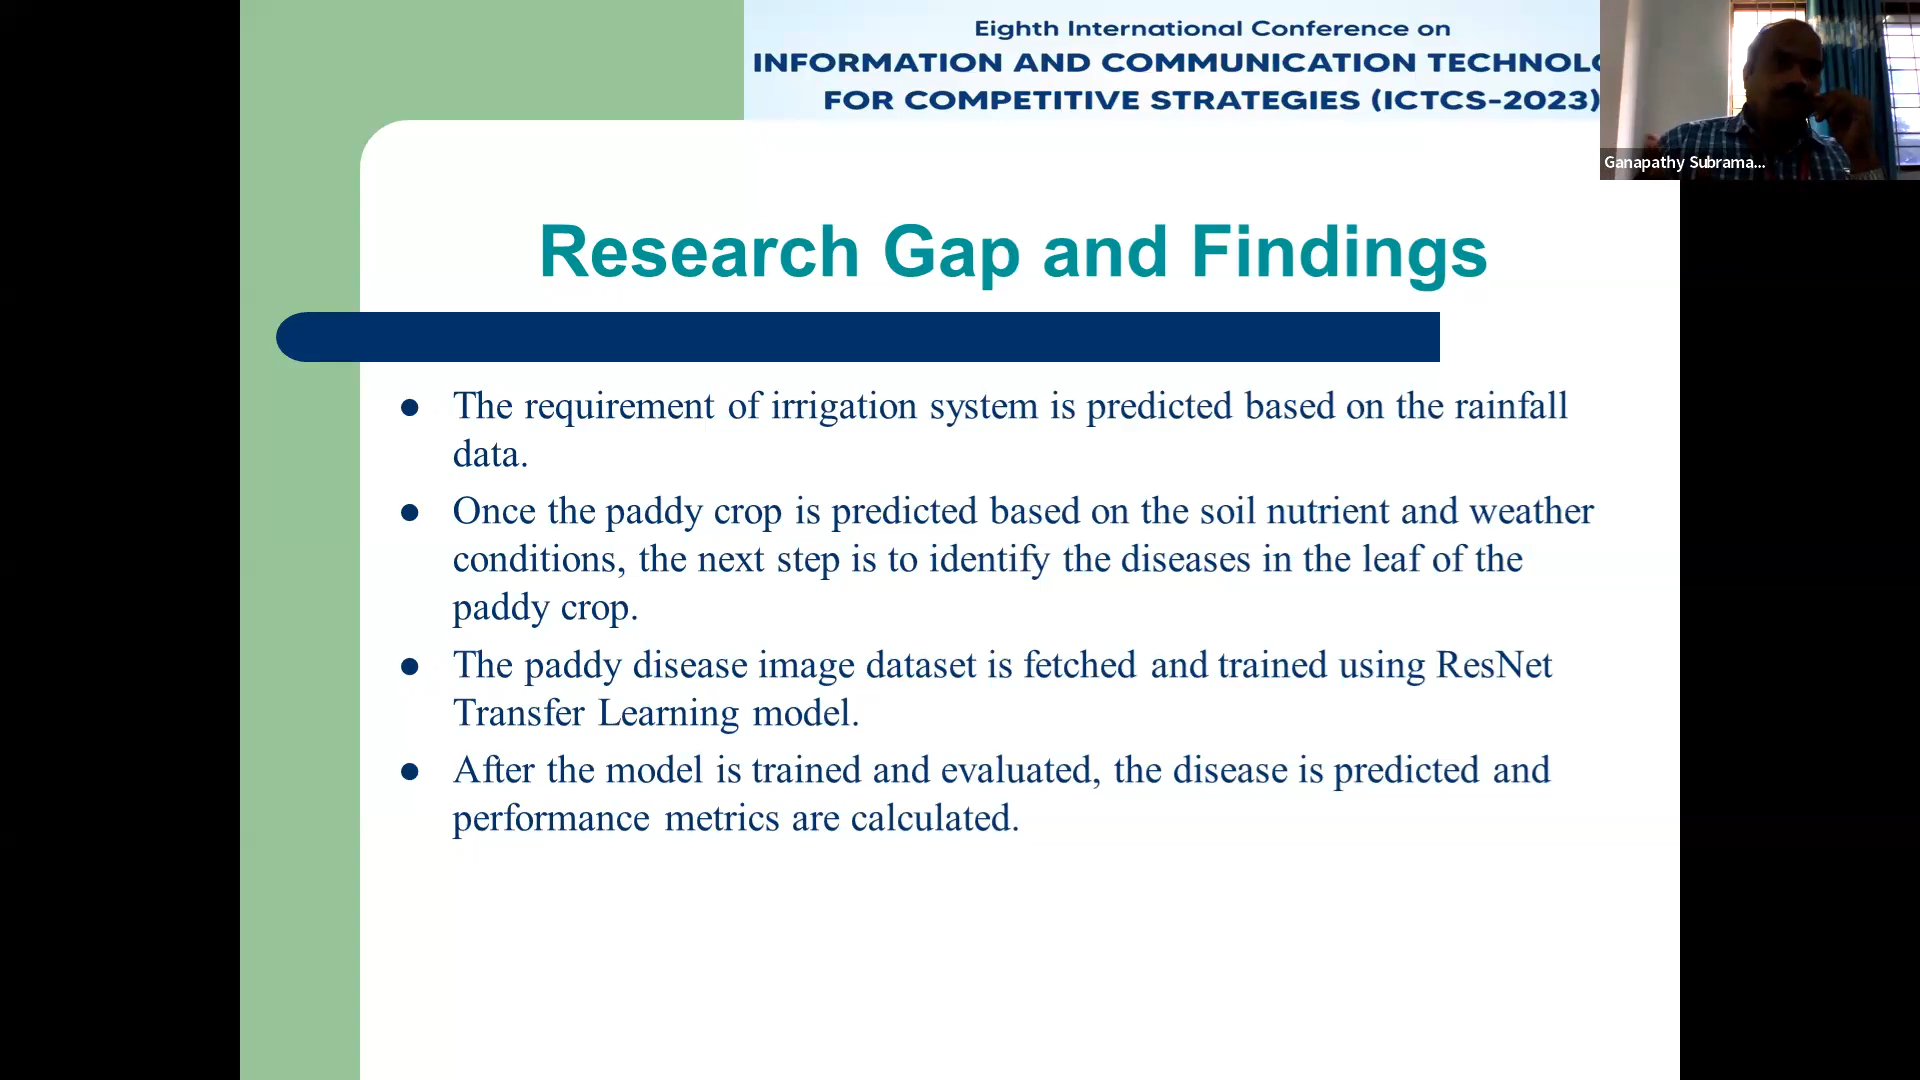 Eighth International Conference on
INFORMATION AND COMMUNICATION TECHNOLO
FOR COMPETITIVE STRATEGIES (ICTCS-2023)
Ganapathy Subrama...
Research Gap and Findings
● The requirement of irrigation system is predicted based on the rainfall
data.
● Once the paddy crop is predicted based on the soil nutrient and weather
conditions, the next step is to identify the diseases in the leaf of the
paddy crop.
● The paddy disease image dataset is fetched and trained using ResNet
Transfer Learning model.
● After the model is trained and evaluated, the disease is predicted and
performance metrics are calculated.